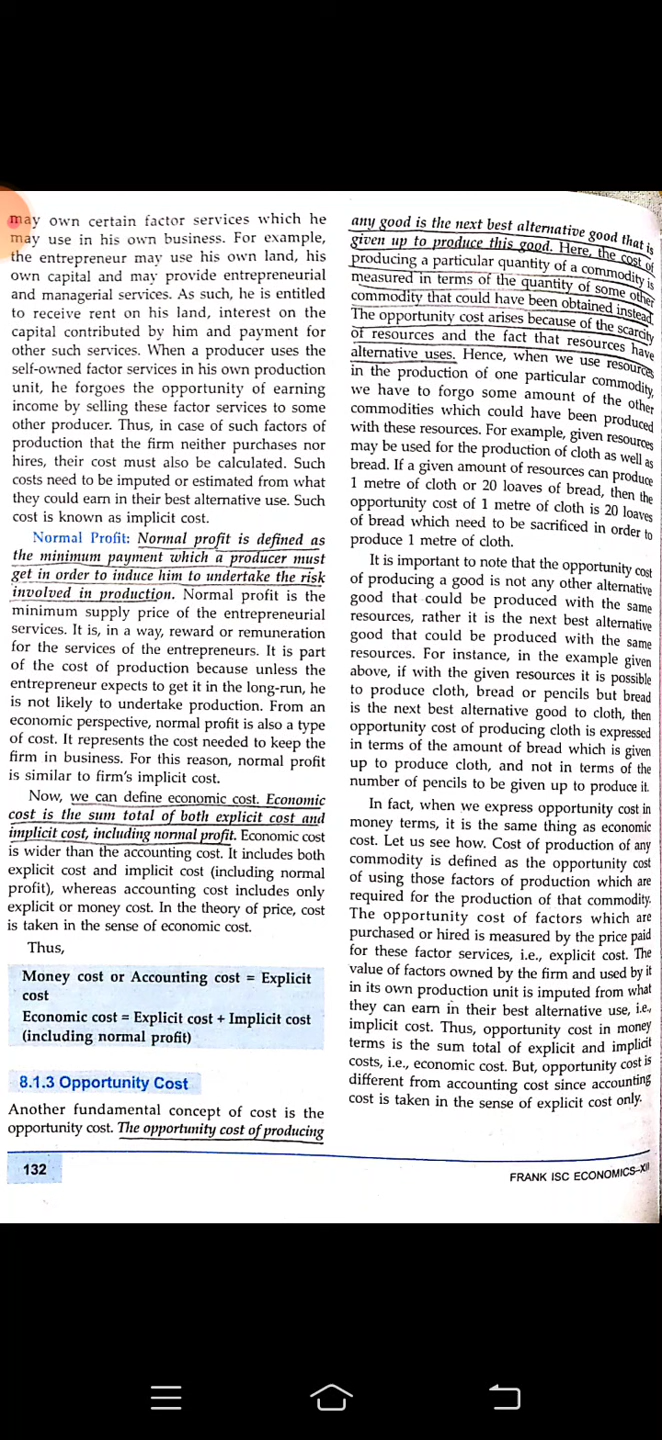 may own certain factor services which he
may use in his own business. For example,
the entrepreneur may use his own land, his
own capital and may provide entrepreneurial
and managerial services. As such, he is entitled
to receive rent on his land, interest on the
capital contributed by him and payment for
other such services. When a producer uses the
self-owned factor services in his own production
unit, he forgoes the opportunity of earning
income by selling these factor services to some
other producer. Thus, in case of such factors of
production that the firm neither purchases nor
hires, their cost must also be calculated. Such
costs need to be imputed or estimated from what
they could earn in their best alternative use. Such
cost is known as implicit cost.
Normal Profit: Normal profit is defined as
the minimum payment which a producer must
get in order to induce him to undertake the risk
involved in production. Normal profit is the
minimum supply price of the entrepreneurial
services. It is, in a way, reward or remuneration
for the services of the entrepreneurs. It is part
of the cost of production because unless the
entrepreneur expects to get it in the long-run, he
is not likely to undertake production. From an
economic perspective, normal profit is also a type
of cost. It represents the cost needed to keep the
firm in business. For this reason, normal profit
is similar to firm's implicit cost.
Now, we can define economic cost. Economic
cost is the sum total of both explicit cost and
implicit cost, including normal profit. Economic cost
is wider than the accounting cost. It includes both
explicit cost and implicit cost (including normal
profit), whereas accounting cost includes only
explicit or money cost. In the theory of price, cost
is taken in the sense of economic cost.
Thus,
Money cost or Accounting cost = Explicit
cost
Economic cost = Explicit cost + Implicit cost
(including normal profit)
8.1.3 Opportunity Cost
Another fundamental concept of cost is the
opportunity cost. The opportunity cost of producing
any good is the next best alternative good that is
given up to produce this good. Here, the cost of
producing a particular quantity of a commodity is
measured in terms of the quantity of some other
commodity that could have been obtained instead.
The opportunity cost arises because of the scarcity
of resources and the fact that resources have
alternative uses. Hence, when we use resources
in the production of one particular commodity,
we have to forgo some amount of the other
commodities which could have been produced
with these resources. For example, given resources
may be used for the production of cloth as well as
bread. If a given amount of resources can produce
1 metre of cloth or 20 loaves of bread, then the
opportunity cost of 1 metre of cloth is 20 loaves
of bread which need to be sacrificed in order to
produce 1 metre of cloth.
It is important to note that the opportunity cost
of producing a good is not any other alternative
good that could be produced with the same
resources, rather it is the next best alternative
good that could be produced with the same
resources. For instance, in the example given
above, if with the given resources it is possible
to produce cloth, bread or pencils but bread
is the next best alternative good to cloth, then
opportunity cost of producing cloth is expressed
in terms of the amount of bread which is given
up to produce cloth, and not in terms of the
number of pencils to be given up to produce it.
In fact, when we express opportunity cost in
money terms, it is the same thing as economic
cost. Let us see how. Cost of production of any
commodity is defined as the opportunity cost
of using those factors of production which are
required for the production of that commodity.
The opportunity cost of factors which are
purchased or hired is measured by the price paid
for these factor services, i.e., explicit cost. The
value of factors owned by the firm and used by it
in its own production unit is imputed from what
they can earn in their best alternative use, i.e.,
implicit cost. Thus, opportunity cost in money
terms is the sum total of explicit and implicit
costs, i.e., economic cost. But, opportunity cost is
different from accounting cost since accounting
cost is taken in the sense of explicit cost only.
132
FRANK ISC ECONOMICS–XII